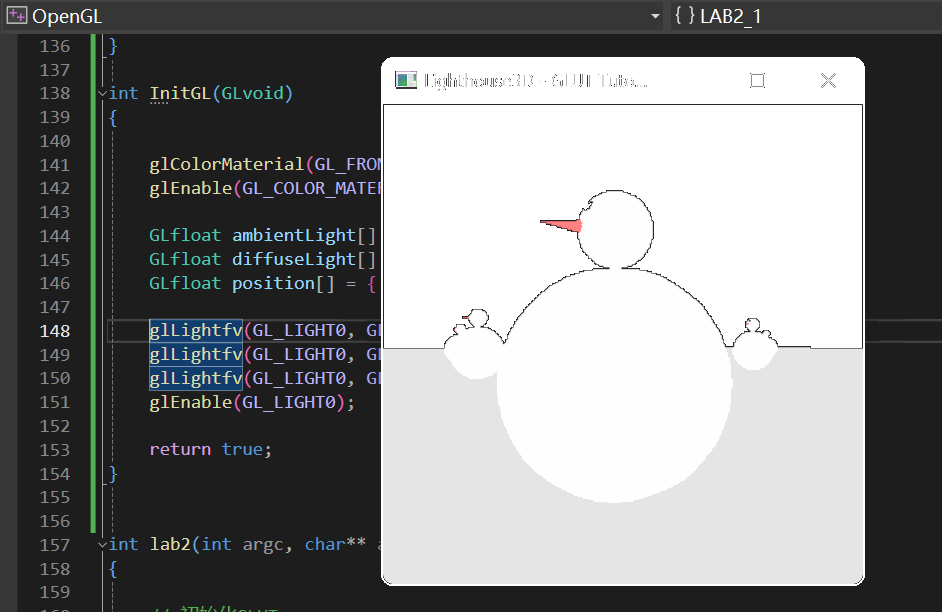 OpenGL
{ } LAB2_1
136 }
137
138 int InitGL(GLvoid)
139 {
140
141 glColorMaterial(GL_FRON
142 glEnable(GL_COLOR_MATER
143
144 GLfloat ambientLight[]
145 GLfloat diffuseLight[]
146 GLfloat position[] = {
147
148 glLightfv(GL_LIGHT0, GL
149 glLightfv(GL_LIGHT0, GL
150 glLightfv(GL_LIGHT0, GL
151 glEnable(GL_LIGHT0);
152
153 return true;
154 }
155
156
157 int lab2(int argc, char** a
158 {
159
Lighthouse3D - GLUT Tuto...